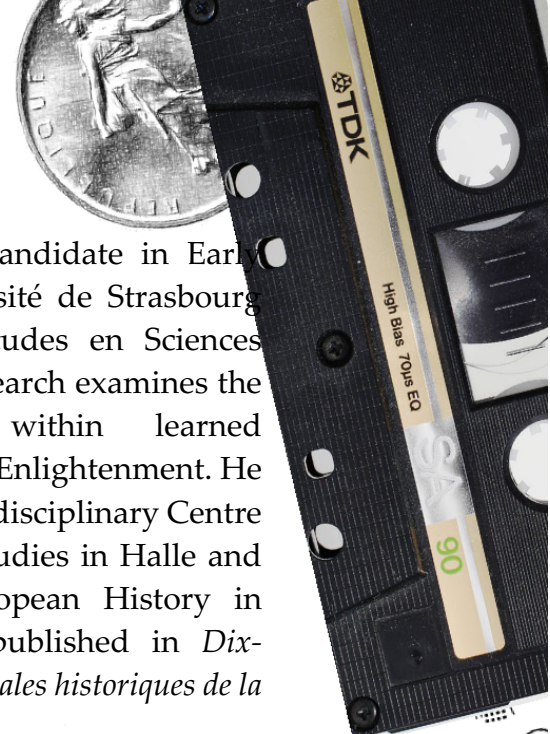 REPUBLIQUE
andidate in Early
sité de Strasbourg
tudes en Sciences
earch examines the
within learned
Enlightenment. He
disciplinary Centre
udies in Halle and
opean History in
published in Dix-
ales historiques de la
TDK
High Bias 70µs EQ
SA
90